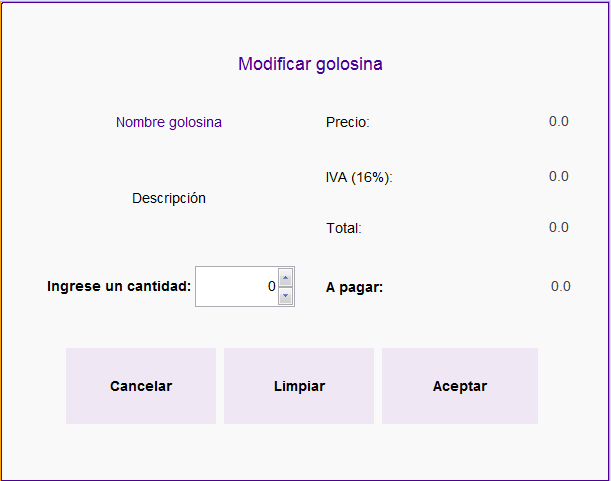 Modificar golosina
Nombre golosina
Precio: 0.0
IVA (16%): 0.0
Descripción
Total: 0.0
Ingrese un cantidad: 0
A pagar: 0.0
Cancelar Limpiar Aceptar